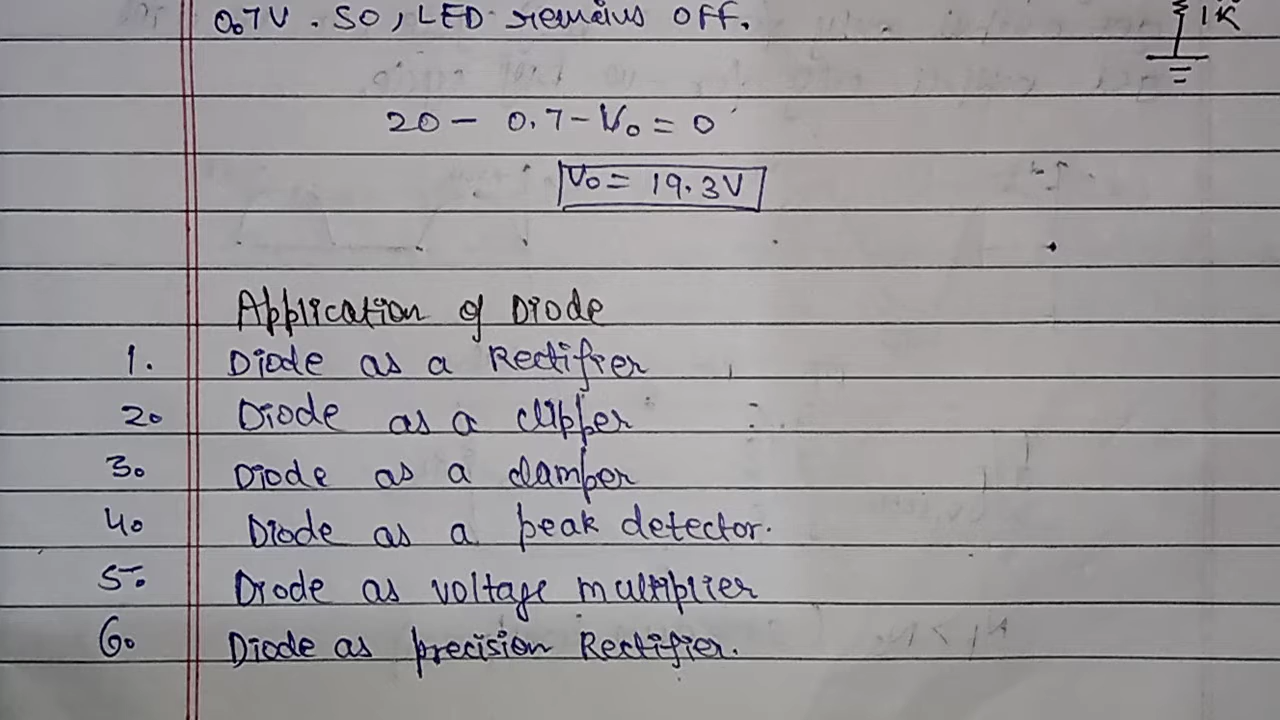 0.7V. SO, LED remains OFF.
1K
20 - 0.7 - Vo = 0
Vo = 19.3V
Application of Diode
1. Diode as a Rectifier
2. Diode as a clipper
3. Diode as a clamper
4. Diode as a peak detector.
5. Diode as voltage multiplier
6. Diode as precision Rectifier.